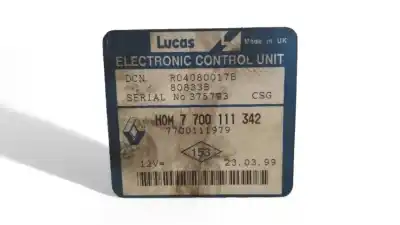 Lucas Made in UK
ELECTRONIC CONTROL UNIT
DCN. R04080017B
80833B
SERIAL No 375793 CSG
HOM 7 700 111 342
7700111979
153
12V= 23.03.99